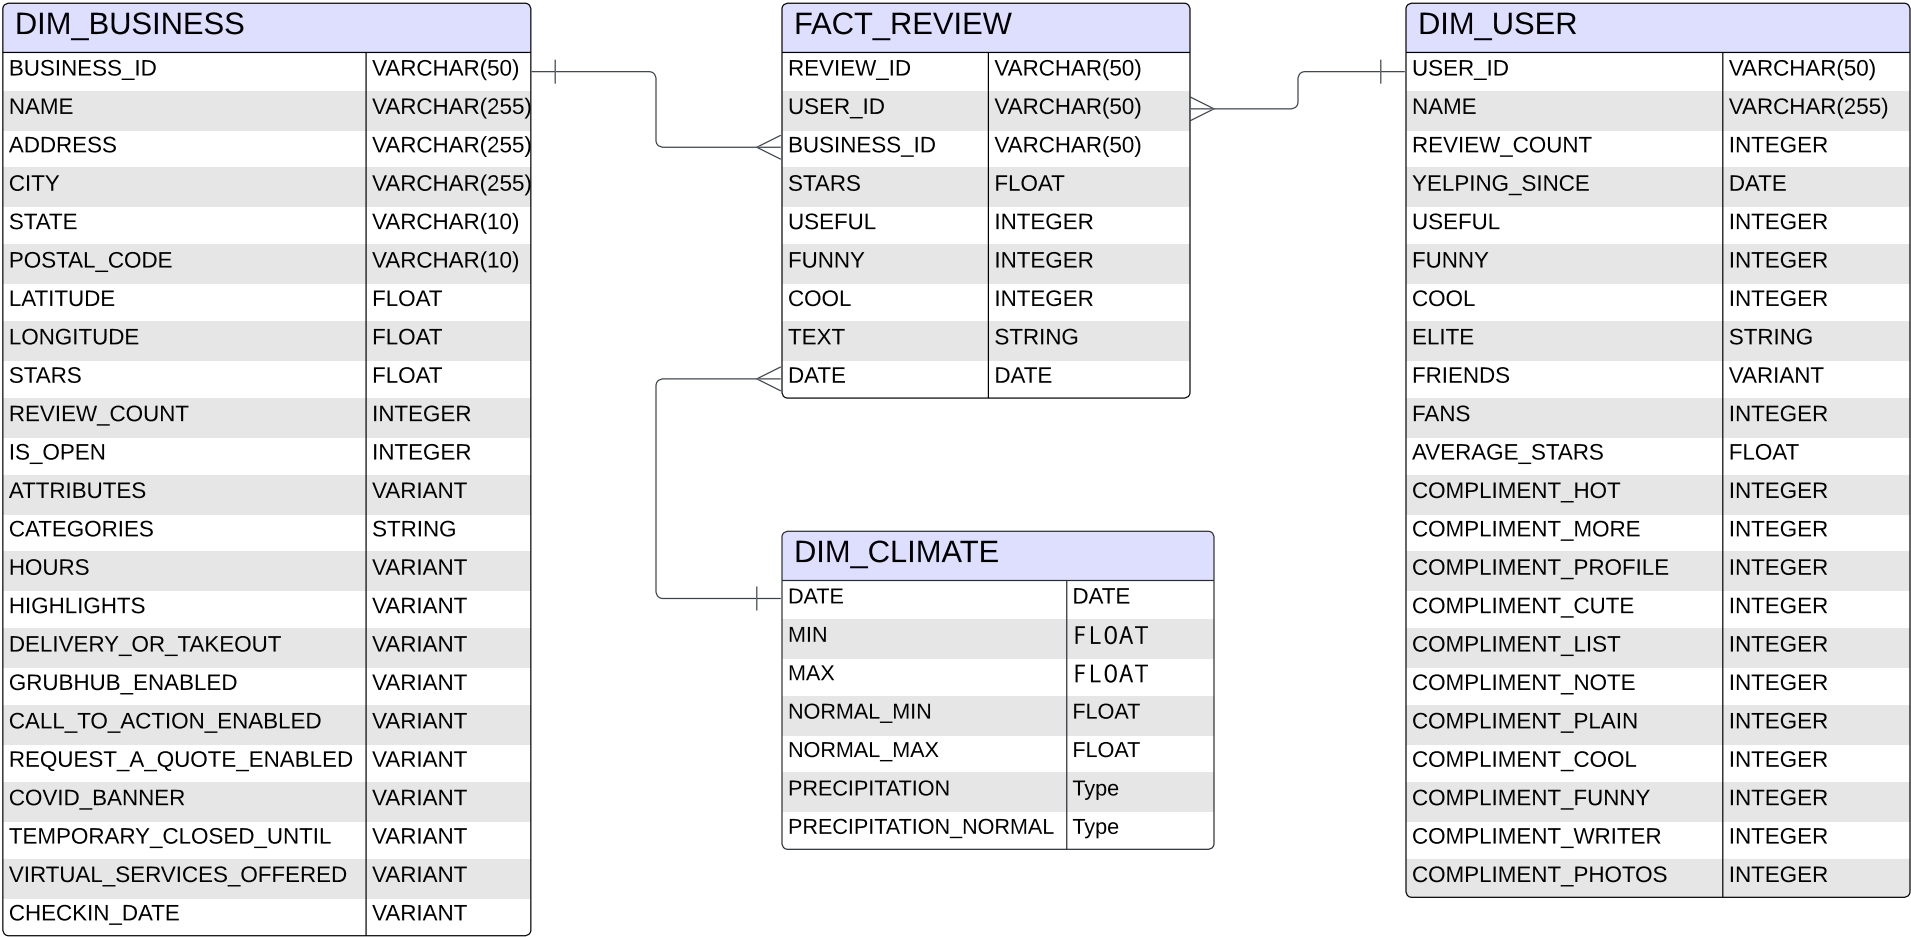 DIM_BUSINESS
BUSINESS_ID VARCHAR(50)
NAME VARCHAR(255)
ADDRESS VARCHAR(255)
CITY VARCHAR(255)
STATE VARCHAR(10)
POSTAL_CODE VARCHAR(10)
LATITUDE FLOAT
LONGITUDE FLOAT
STARS FLOAT
REVIEW_COUNT INTEGER
IS_OPEN INTEGER
ATTRIBUTES VARIANT
CATEGORIES STRING
HOURS VARIANT
HIGHLIGHTS VARIANT
DELIVERY_OR_TAKEOUT VARIANT
GRUBHUB_ENABLED VARIANT
CALL_TO_ACTION_ENABLED VARIANT
REQUEST_A_QUOTE_ENABLED VARIANT
COVID_BANNER VARIANT
TEMPORARY_CLOSED_UNTIL VARIANT
VIRTUAL_SERVICES_OFFERED VARIANT
CHECKIN_DATE VARIANT
FACT_REVIEW
REVIEW_ID VARCHAR(50)
USER_ID VARCHAR(50)
BUSINESS_ID VARCHAR(50)
STARS FLOAT
USEFUL INTEGER
FUNNY INTEGER
COOL INTEGER
TEXT STRING
DATE DATE
DIM_CLIMATE
DATE DATE
MIN FLOAT
MAX FLOAT
NORMAL_MIN FLOAT
NORMAL_MAX FLOAT
PRECIPITATION Type
PRECIPITATION_NORMAL Type
DIM_USER
USER_ID VARCHAR(50)
NAME VARCHAR(255)
REVIEW_COUNT INTEGER
YELPING_SINCE DATE
USEFUL INTEGER
FUNNY INTEGER
COOL INTEGER
ELITE STRING
FRIENDS VARIANT
FANS INTEGER
AVERAGE_STARS FLOAT
COMPLIMENT_HOT INTEGER
COMPLIMENT_MORE INTEGER
COMPLIMENT_PROFILE INTEGER
COMPLIMENT_CUTE INTEGER
COMPLIMENT_LIST INTEGER
COMPLIMENT_NOTE INTEGER
COMPLIMENT_PLAIN INTEGER
COMPLIMENT_COOL INTEGER
COMPLIMENT_FUNNY INTEGER
COMPLIMENT_WRITER INTEGER
COMPLIMENT_PHOTOS INTEGER